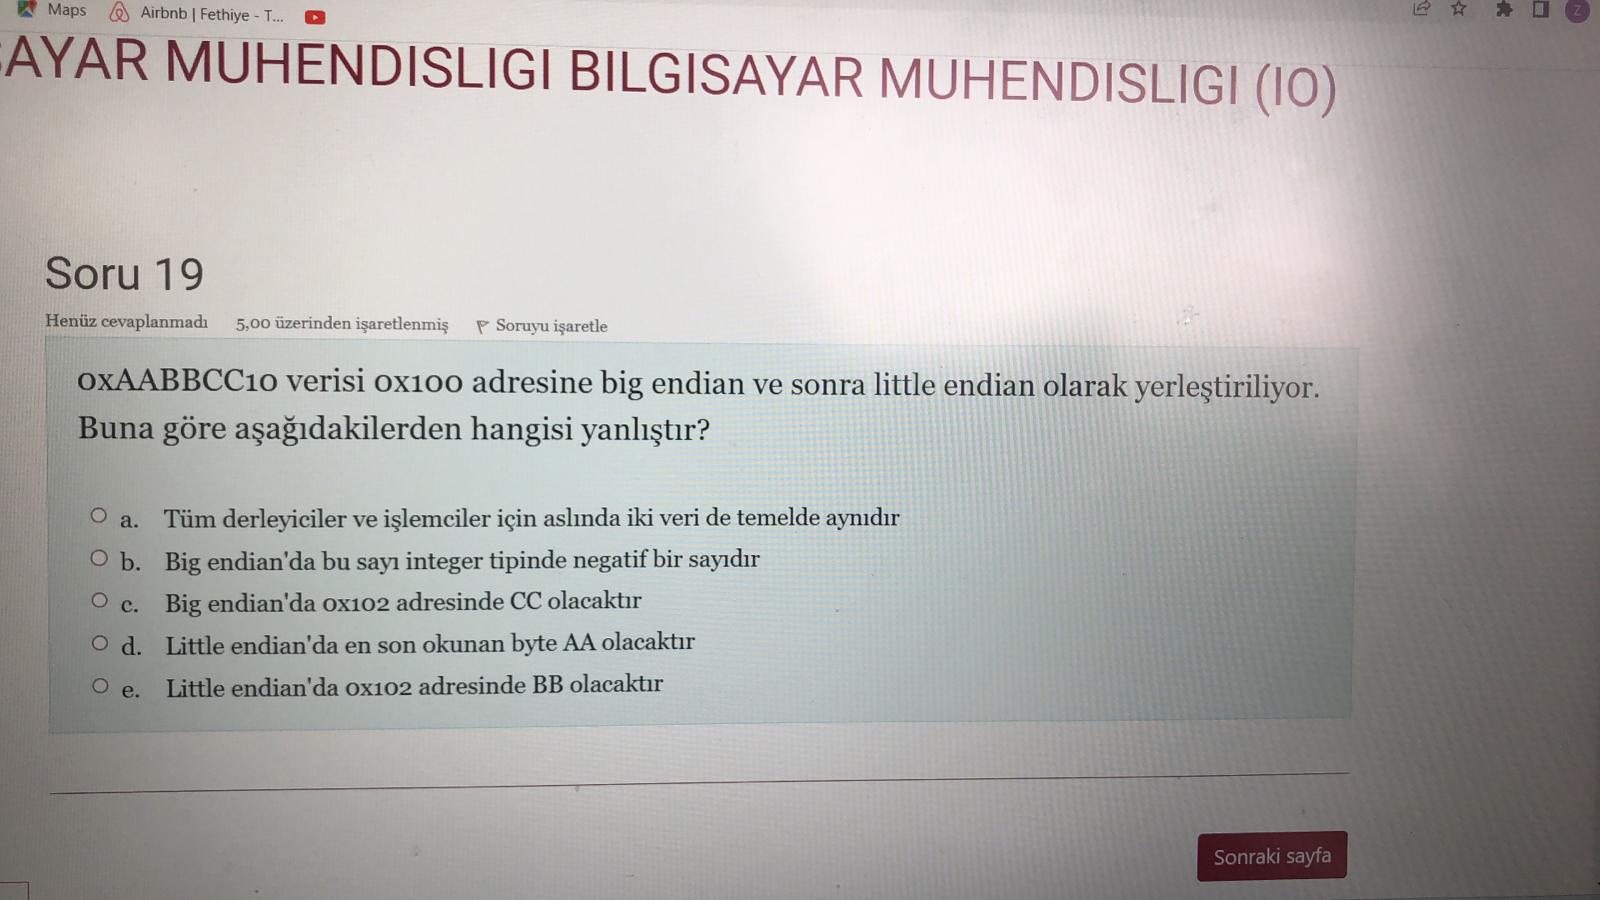 Maps
Airbnb | Fethiye - T...
Z
AYAR MUHENDISLIGI BILGISAYAR MUHENDISLIGI (IO)
Soru 19
Henüz cevaplanmadı 5,00 üzerinden işaretlenmiş Soruyu işaretle
0xAABBCC10 verisi 0x100 adresine big endian ve sonra little endian olarak yerleştiriliyor.
Buna göre aşağıdakilerden hangisi yanlıştır?
a. Tüm derleyiciler ve işlemciler için aslında iki veri de temelde aynıdır
b. Big endian'da bu sayı integer tipinde negatif bir sayıdır
c. Big endian'da 0x102 adresinde CC olacaktır
d. Little endian'da en son okunan byte AA olacaktır
e. Little endian'da 0x102 adresinde BB olacaktır
Sonraki sayfa